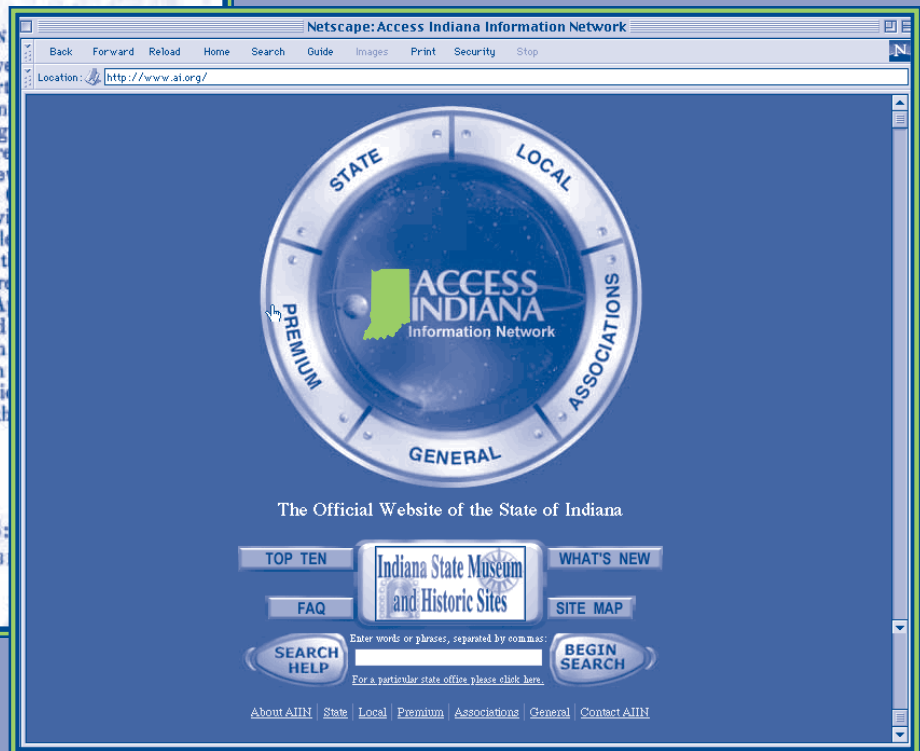 Netscape: Access Indiana Information Network
Back Forward Reload Home Search Guide Images Print Security Stop
N
Location: http://www.ai.org/
STATE
LOCAL
PREMIUM
ASSOCIATIONS
GENERAL
ACCESS
INDIANA
Information Network
The Official Website of the State of Indiana
TOP TEN
Indiana State Museum
and Historic Sites
WHAT'S NEW
FAQ
SITE MAP
SEARCH
HELP
Enter words or phrases, separated by commas:
BEGIN
SEARCH
For a particular state office please click here.
About AIIN | State | Local | Premium | Associations | General | Contact AIIN